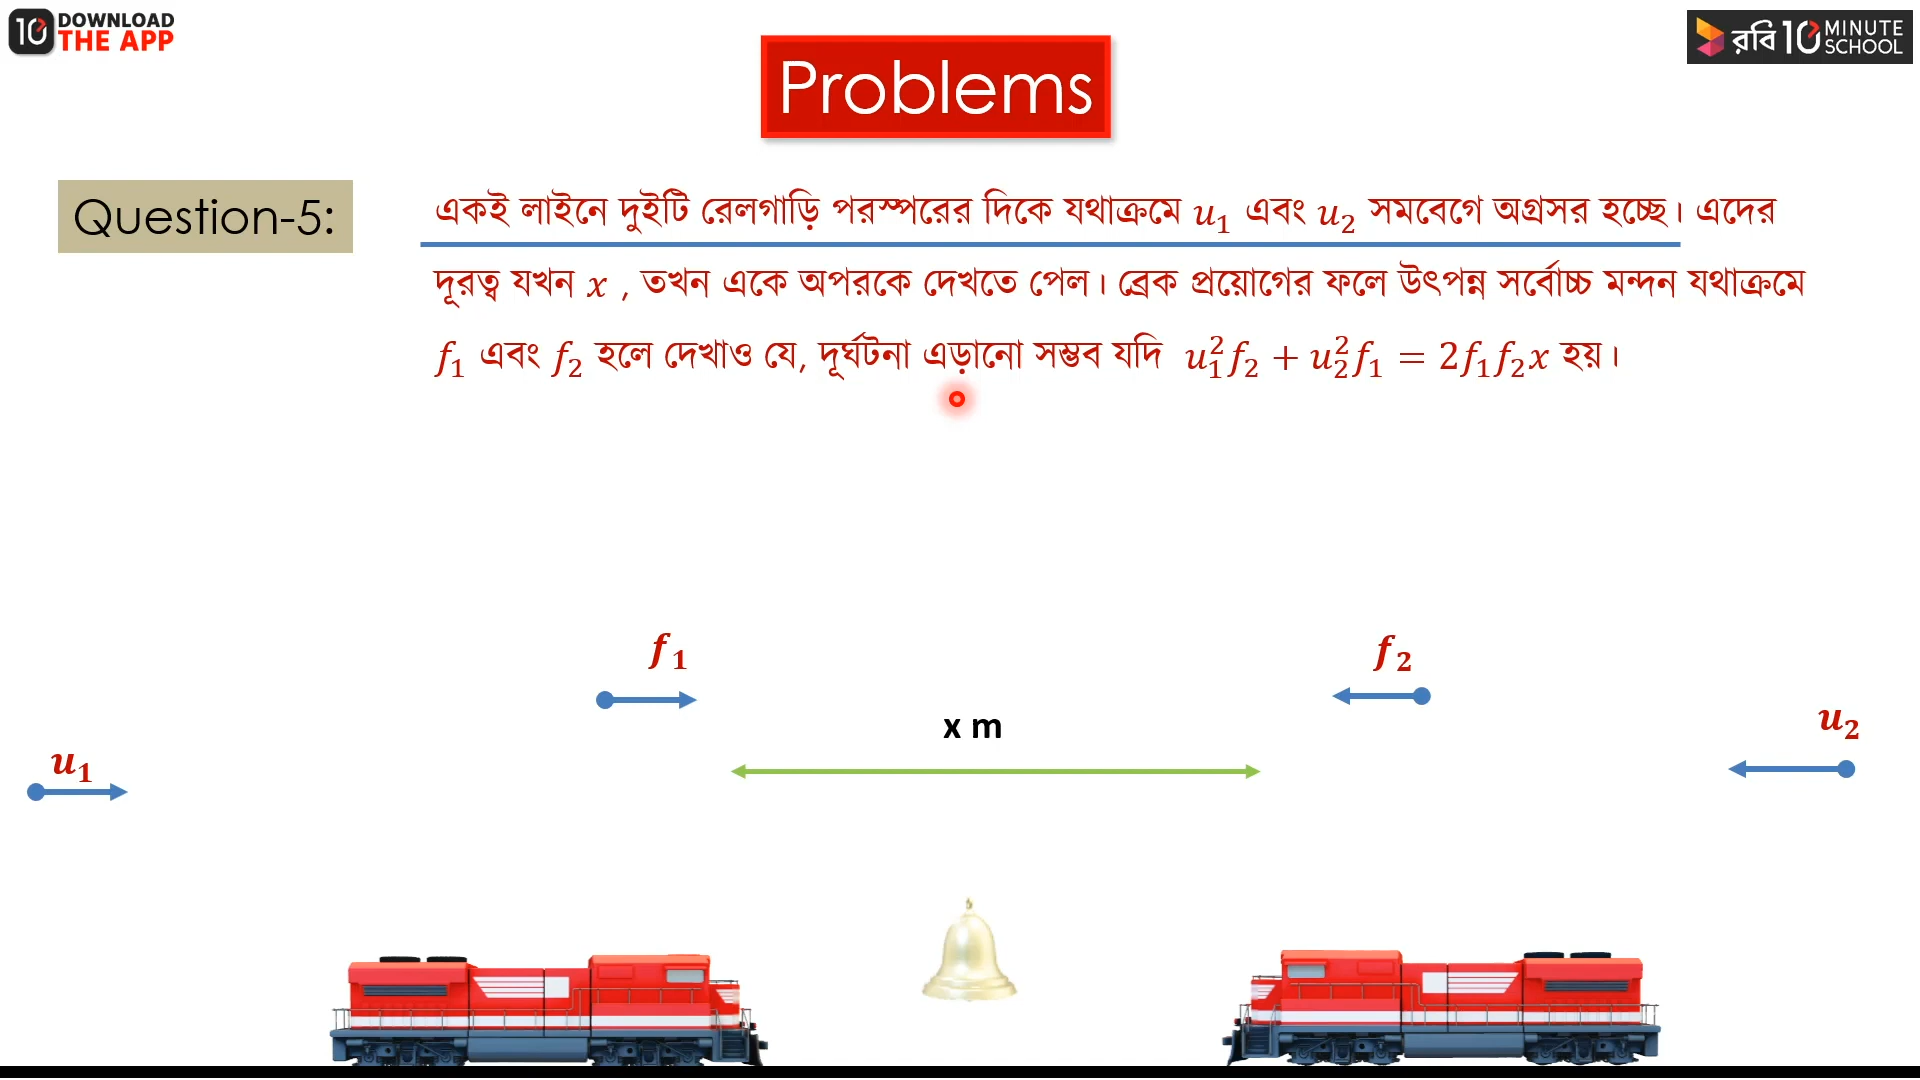 10 DOWNLOAD THE APP
রবি 10 MINUTE SCHOOL
Problems
Question-5:
একই লাইনে দুইটি রেলগাড়ি পরস্পরের দিকে যথাক্রমে u₁ এবং u₂ সমবেগে অগ্রসর হচ্ছে। এদের
দূরত্ব যখন x , তখন একে অপরকে দেখতে পেল। ব্রেক প্রয়োগের ফলে উৎপন্ন সর্বোচ্চ মন্দন যথাক্রমে
f₁ এবং f₂ হলে দেখাও যে, দূর্ঘটনা এড়ানো সম্ভব যদি u₁²f₂ + u₂²f₁ = 2f₁f₂x হয়।
f₁
f₂
x m
u₂
u₁